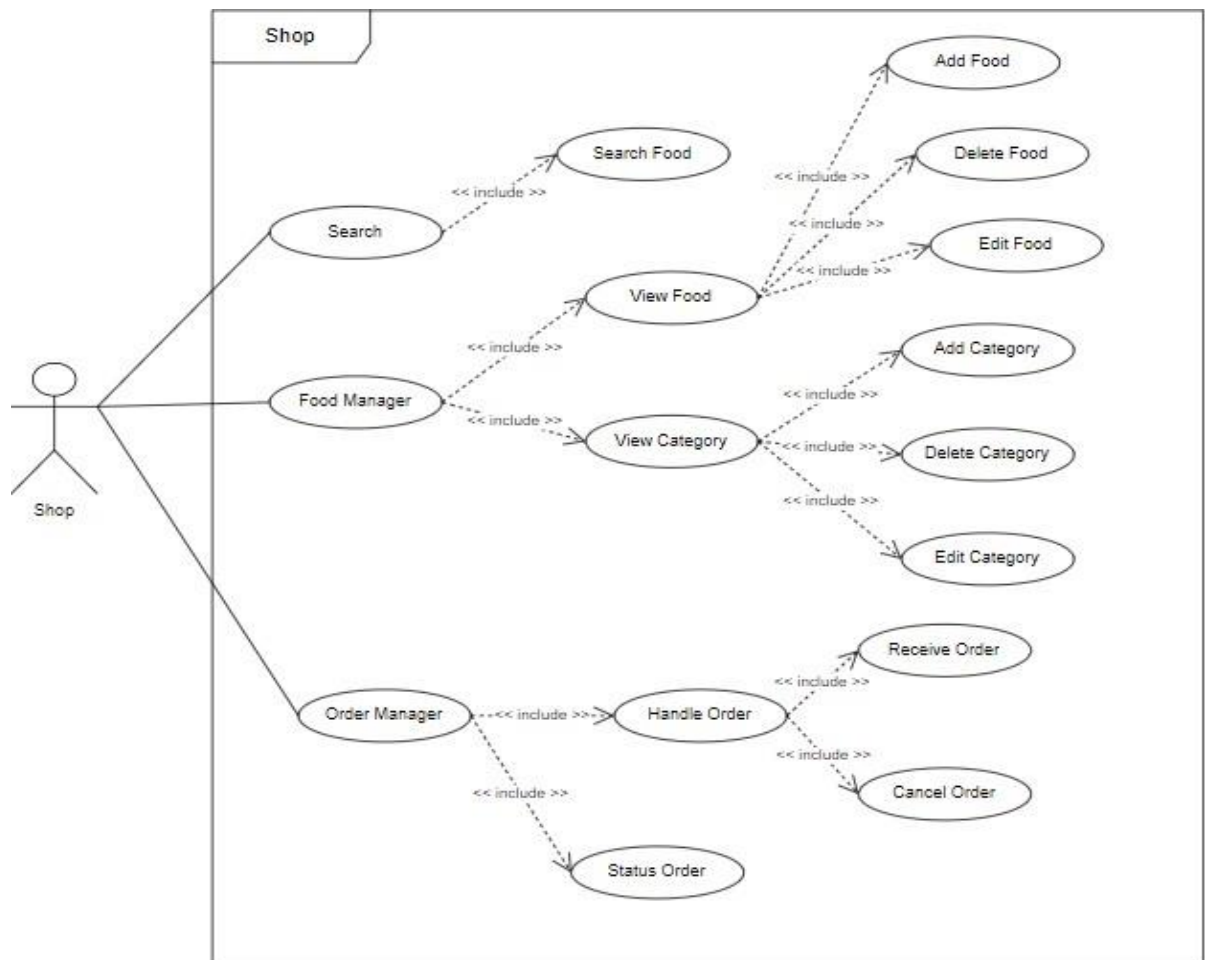 Shop
Add Food
Search Food
Delete Food
<< include >>
<< include >>
<< include >>
Search
Edit Food
<< include >>
View Food
<< include >>
Add Category
<< include >>
Food Manager
<< include >>
View Category
<< include >>
Delete Category
<< include >>
Shop
Edit Category
Receive Order
<< include >>
Order Manager
<< include >>
Handle Order
<< include >>
Cancel Order
<< include >>
Status Order